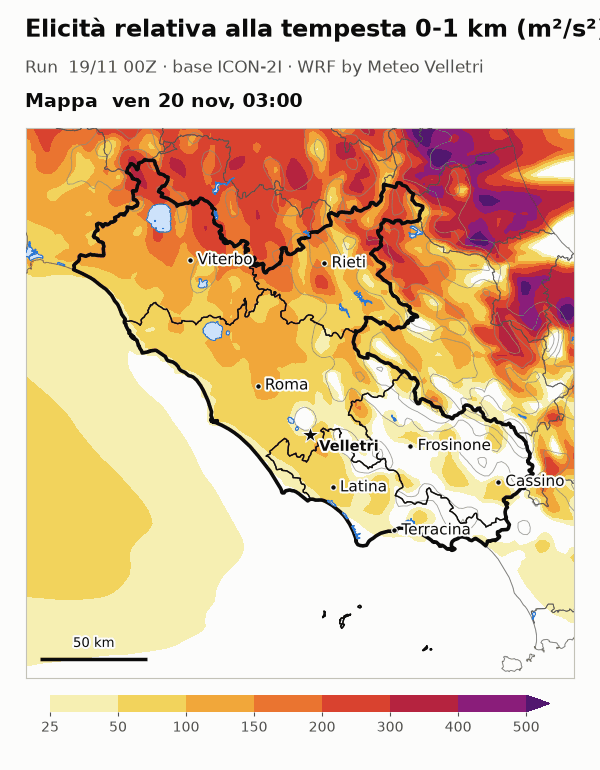 Elicità relativa alla tempesta 0-1 km (m²/s²)
Run  19/11 00Z · base ICON-2I · WRF by Meteo Velletri
Mappa  ven 20 nov, 03:00
Viterbo
Rieti
Roma
Velletri
Frosinone
Latina
Cassino
Terracina
50 km
25 50 100 150 200 300 400 500